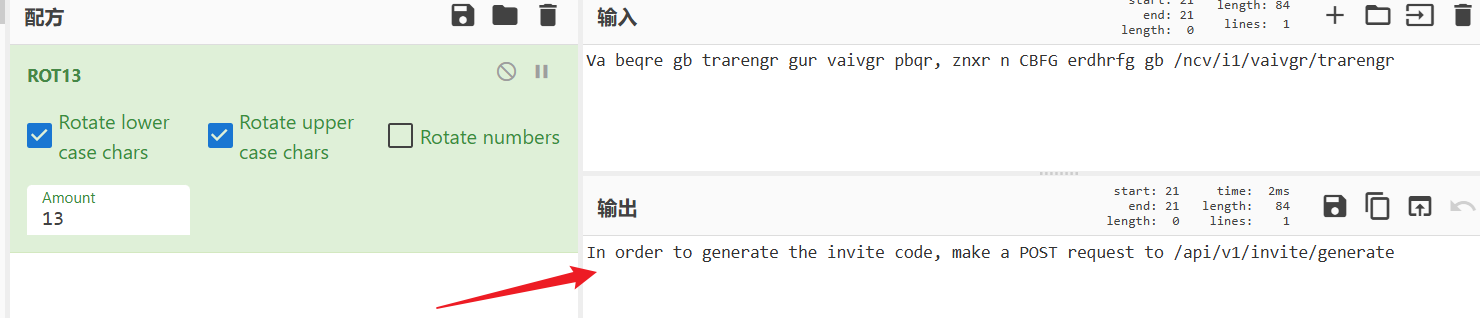 配方
ROT13
Rotate lower case chars
Rotate upper case chars
Rotate numbers
Amount
13
输入
start: 21
end: 21
length: 0
length: 84
lines: 1
Va beqre gb trarengr gur vaivgr pbqr, znxr n CBFG erdhrfg gb /ncv/i1/vaivgr/trarengr
输出
start: 21
end: 21
length: 0
time: 2ms
length: 84
lines: 1
In order to generate the invite code, make a POST request to /api/v1/invite/generate